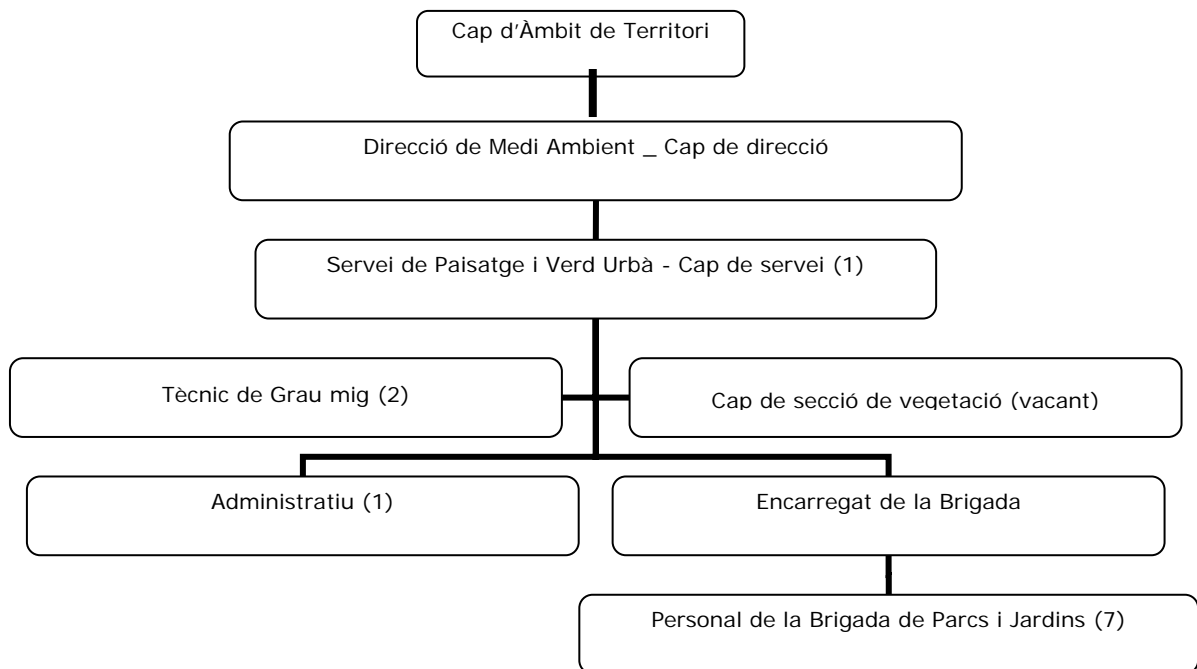 Cap d'Àmbit de Territori
Direcció de Medi Ambient _ Cap de direcció
Servei de Paisatge i Verd Urbà - Cap de servei (1)
Tècnic de Grau mig (2)
Cap de secció de vegetació (vacant)
Administratiu (1)
Encarregat de la Brigada
Personal de la Brigada de Parcs i Jardins (7)